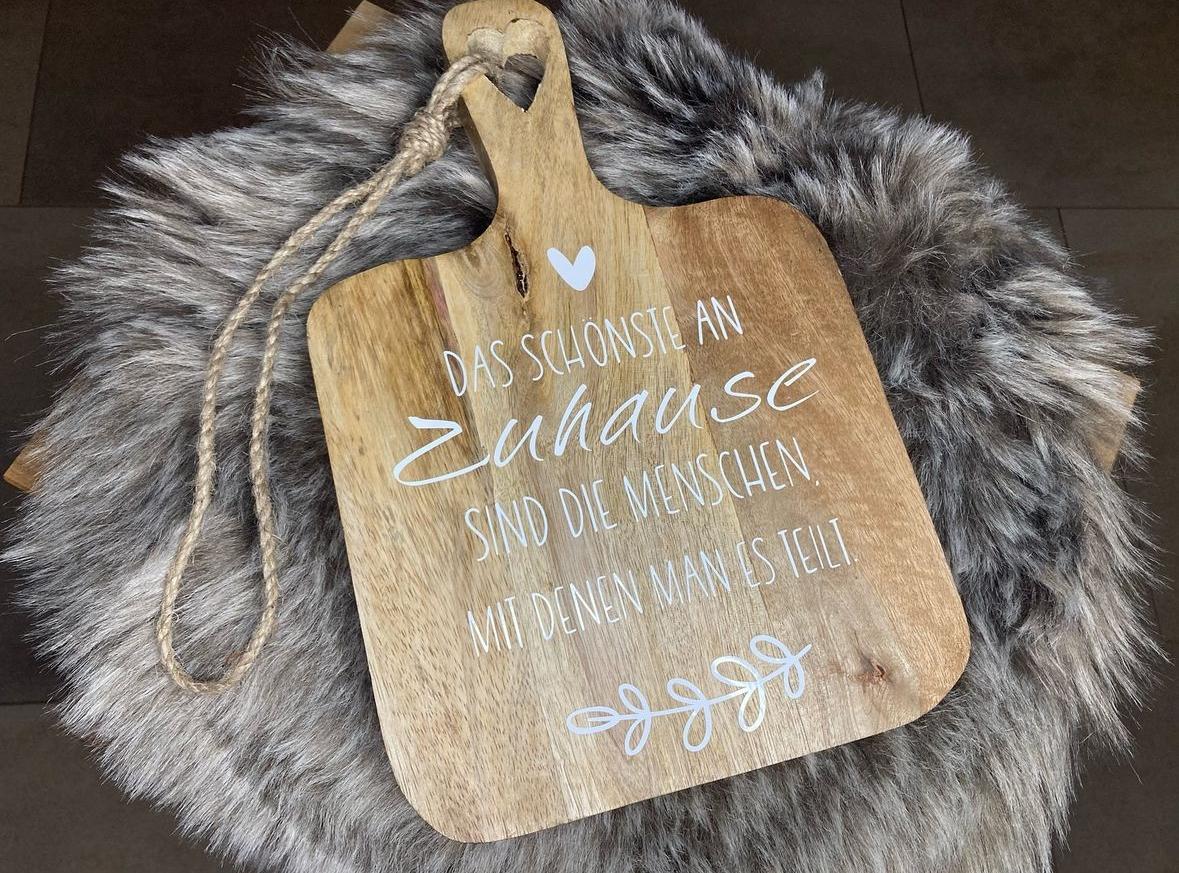 DAS SCHÖNSTE AN
Zuhause
SIND DIE MENSCHEN,
MIT DENEN MAN ES TEILT.